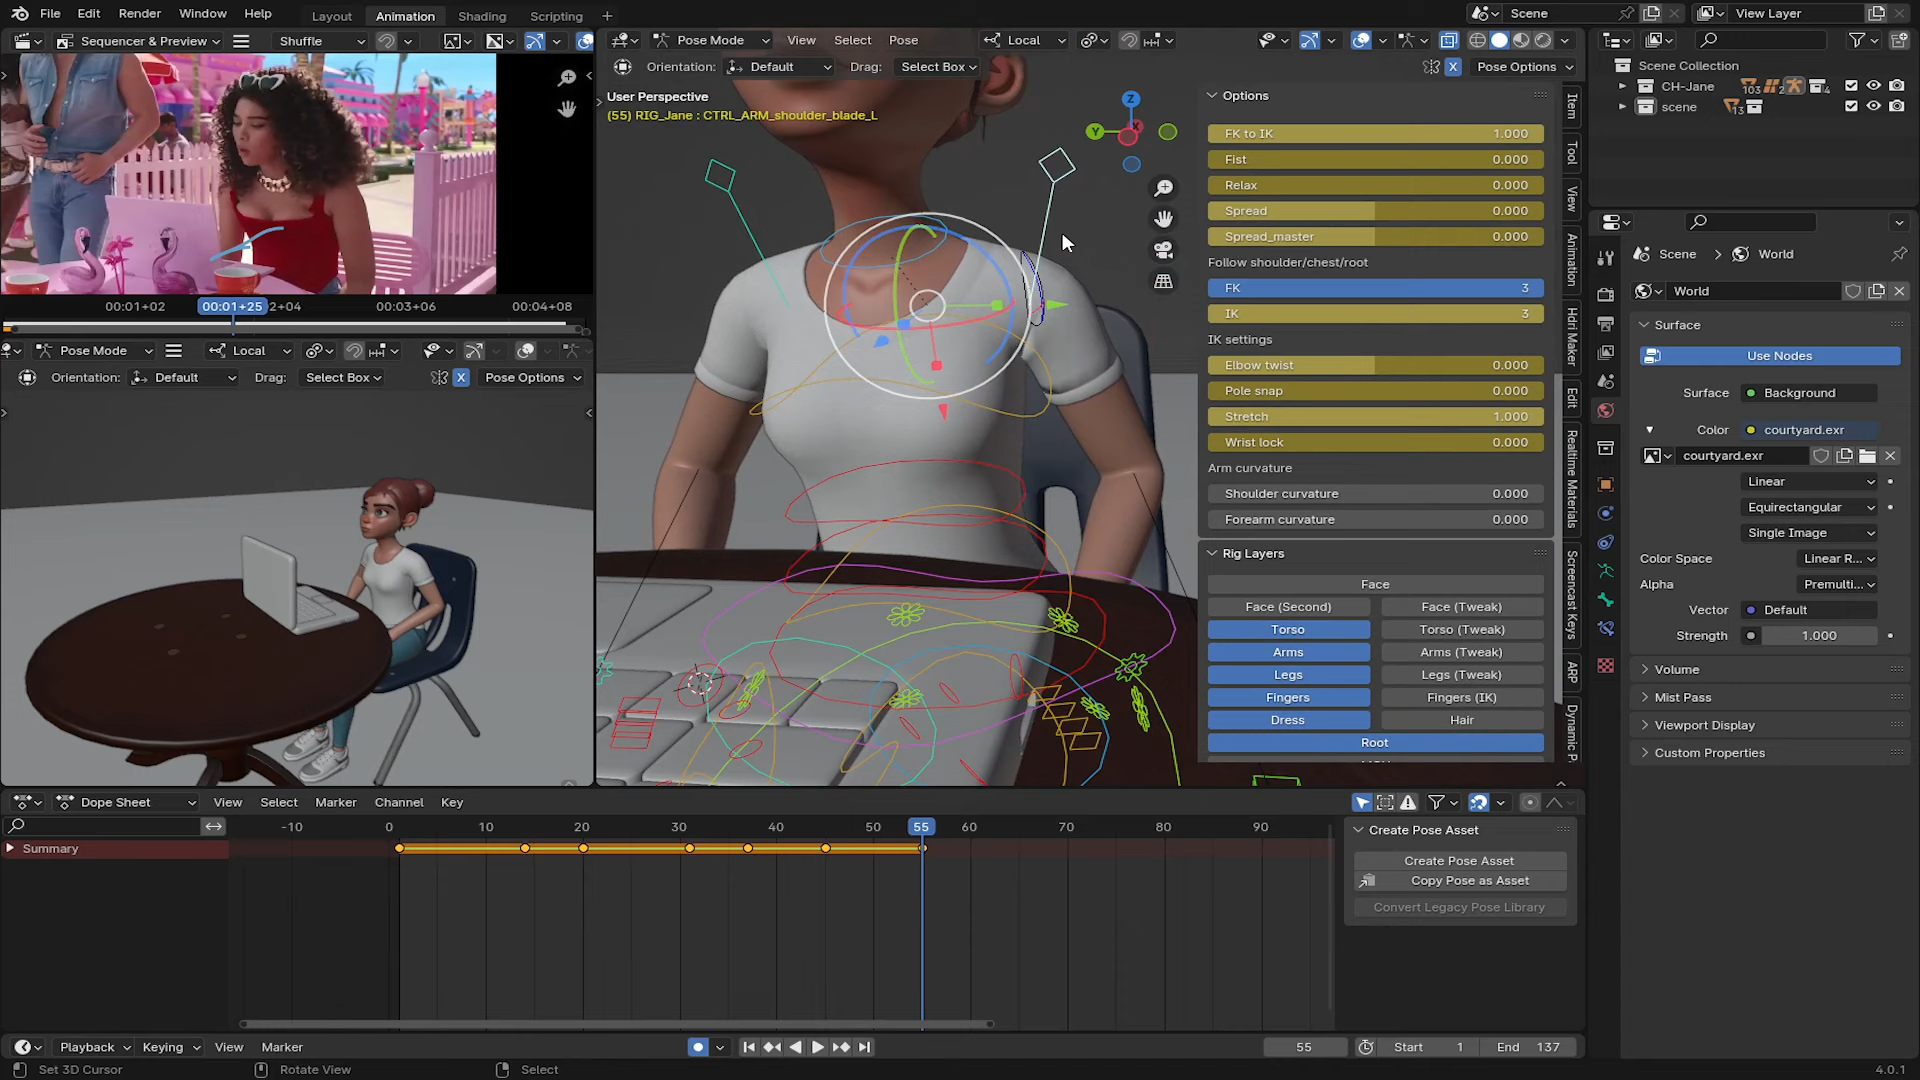 File Edit Render Window Help Layout Animation Shading Scripting + Scene View Layer
Sequencer & Preview Shuffle
00:01+02 00:01+25 2+04 00:03+06 00:04+08
Pose Mode Local
Orientation: Default Drag: Select Box X Pose Options
Pose Mode View Select Pose Local
Orientation: Default Drag: Select Box X Pose Options
User Perspective
(55) RIG_Jane : CTRL_ARM_shoulder_blade_L
Z
Y
Options
FK to IK 1.000
Fist 0.000
Relax 0.000
Spread 0.000
Spread_master 0.000
Follow shoulder/chest/root
FK 3
IK 3
IK settings
Elbow twist 0.000
Pole snap 0.000
Stretch 1.000
Wrist lock 0.000
Arm curvature
Shoulder curvature 0.000
Forearm curvature 0.000
Rig Layers
Face
Face (Second) Face (Tweak)
Torso Torso (Tweak)
Arms Arms (Tweak)
Legs Legs (Tweak)
Fingers Fingers (IK)
Dress Hair
Root
Item
Tool
View
Animation
Hdri Maker
Edit
Realtime Materials
Screencast Keys
ARP
Dynamic P
Scene Collection
CH-Jane 103 2 4
scene 13
Scene > World
World
Surface
Use Nodes
Surface: Background
Color courtyard.exr
courtyard.exr
Linear
Equirectangular
Single Image
Color Space Linear R...
Alpha Premulti...
Vector Default
Strength 1.000
Volume
Mist Pass
Viewport Display
Custom Properties
Dope Sheet View Select Marker Channel Key
-10 0 10 20 30 40 50 55 60 70 80 90
Summary
Create Pose Asset
Create Pose Asset
Copy Pose as Asset
Convert Legacy Pose Library
Playback Keying View Marker 55 Start 1 End 137
Set 3D Cursor Rotate View Select 4.0.1